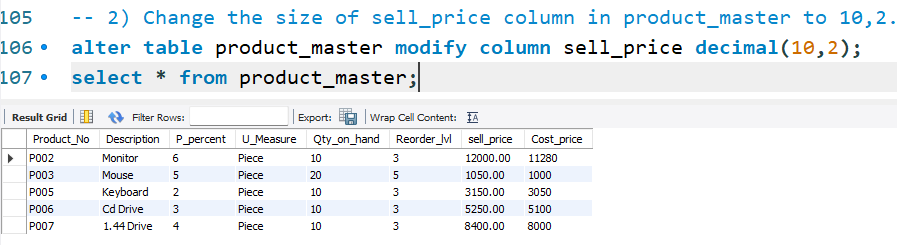 105 -- 2) Change the size of sell_price column in product_master to 10,2.
106 alter table product_master modify column sell_price decimal(10,2);
107 select * from product_master;
Result Grid Filter Rows: Export: Wrap Cell Content:
Product_No Description P_percent U_Measure Qty_on_hand Reorder_lvl sell_price Cost_price
P002 Monitor 6 Piece 10 3 12000.00 11280
P003 Mouse 5 Piece 20 5 1050.00 1000
P005 Keyboard 2 Piece 10 3 3150.00 3050
P006 Cd Drive 3 Piece 10 3 5250.00 5100
P007 1.44 Drive 4 Piece 10 3 8400.00 8000